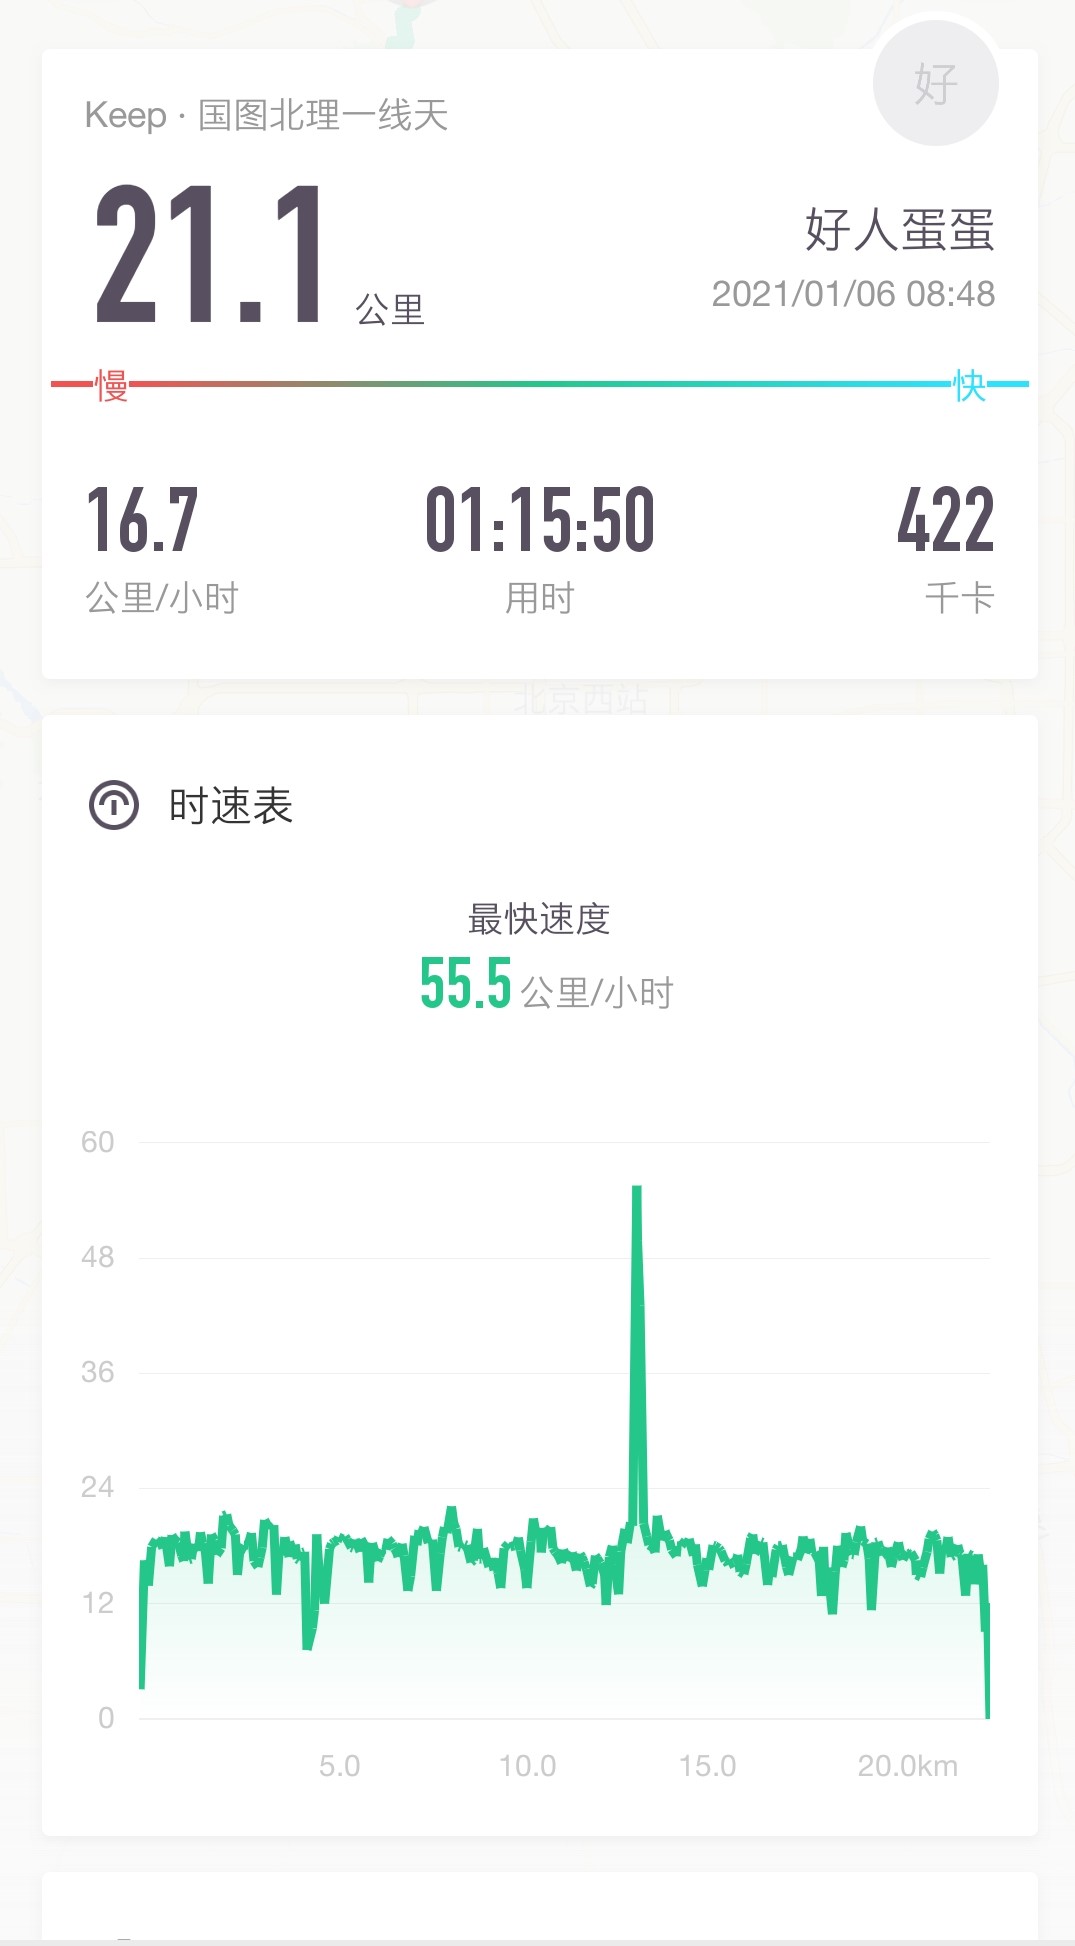 好
Keep · 国图北理一线天
21.1 公里
好人蛋蛋
2021/01/06 08:48
慢 快
16.7 01:15:50 422
公里/小时 用时 千卡
北京西站
时速表
最快速度
55.5 公里/小时
60
48
36
24
12
0
5.0 10.0 15.0 20.0km